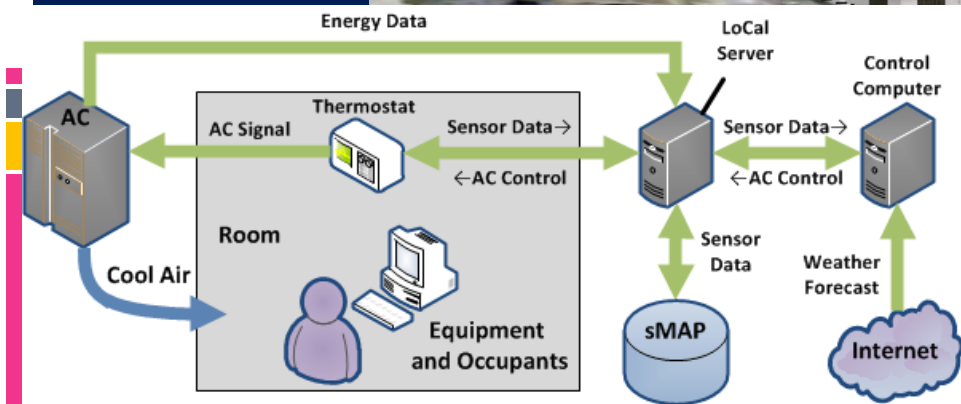 Energy Data
LoCal
Server
Control
Computer
AC
Thermostat
AC Signal
Sensor Data→
←AC Control
Sensor Data→
←AC Control
Room
Cool Air
Equipment
and Occupants
Sensor
Data
sMAP
Weather
Forecast
Internet